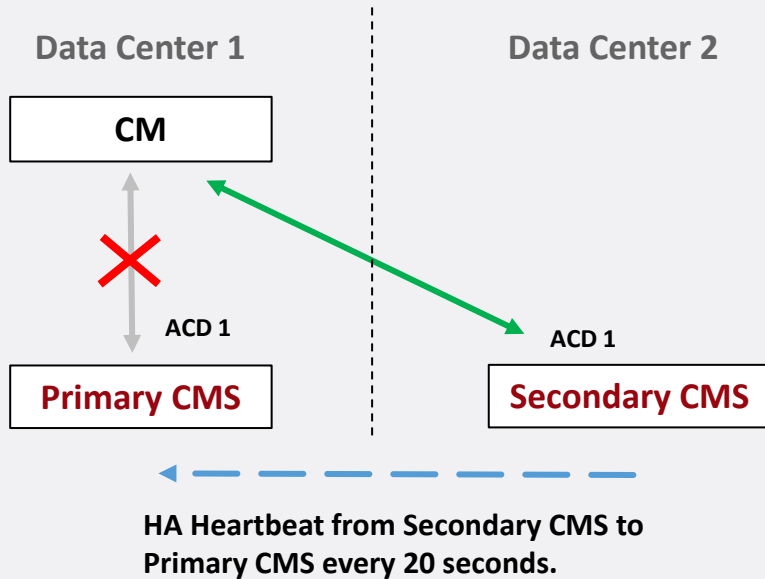 Data Center 1
Data Center 2
CM
ACD 1
ACD 1
Primary CMS
Secondary CMS
HA Heartbeat from Secondary CMS to
Primary CMS every 20 seconds.